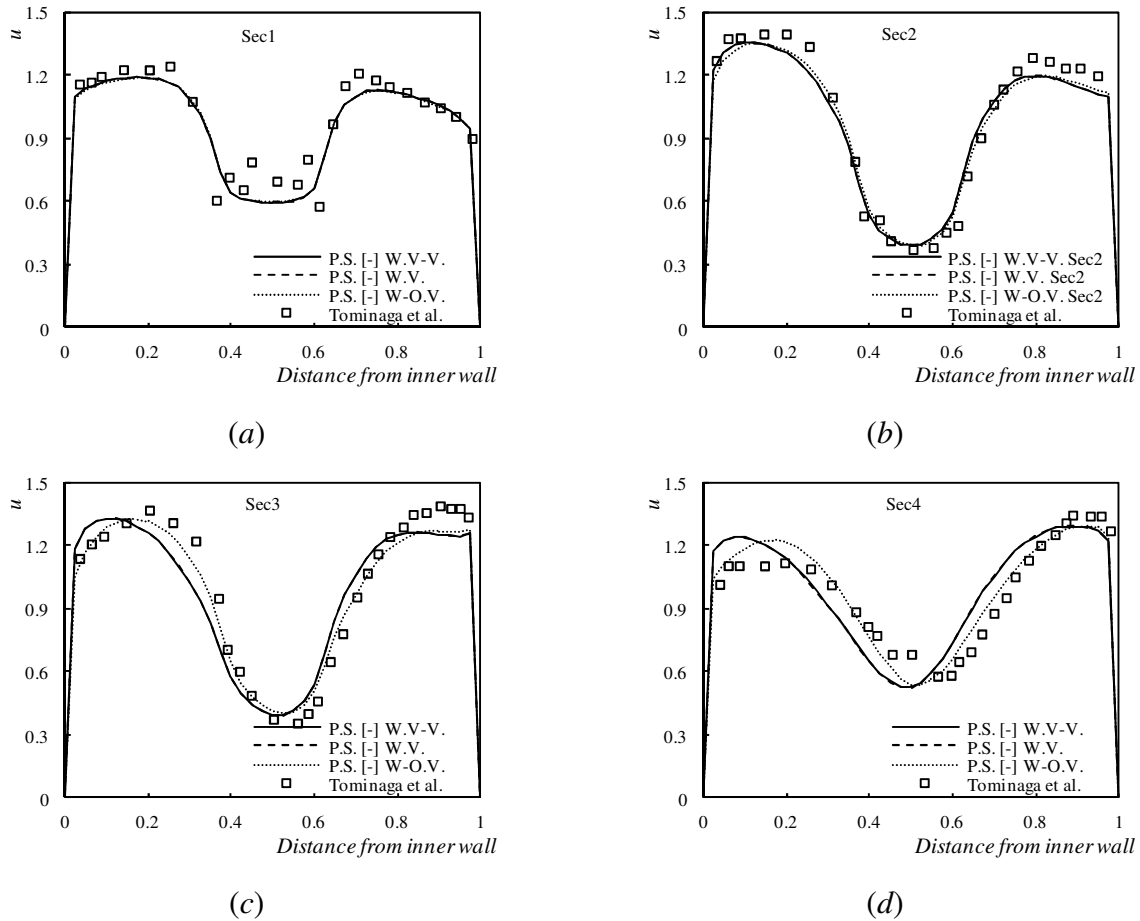 u
1.5
1.2
0.9
0.6
0.3
0
Sec1
P.S. [-] W.V-V.
P.S. [-] W.V.
P.S. [-] W-O.V.
Tominaga et al.
0 0.2 0.4 0.6 0.8 1
Distance from inner wall
(a)
u
1.5
1.2
0.9
0.6
0.3
0
Sec2
P.S. [-] W.V-V. Sec2
P.S. [-] W.V. Sec2
P.S. [-] W-O.V. Sec2
Tominaga et al.
0 0.2 0.4 0.6 0.8 1
Distance from inner wall
(b)
u
1.5
1.2
0.9
0.6
0.3
0
Sec3
P.S. [-] W.V-V.
P.S. [-] W.V.
P.S. [-] W-O.V.
Tominaga et al.
0 0.2 0.4 0.6 0.8 1
Distance from inner wall
(c)
u
1.5
1.2
0.9
0.6
0.3
0
Sec4
P.S. [-] W.V-V.
P.S. [-] W.V.
P.S. [-] W-O.V.
Tominaga et al.
0 0.2 0.4 0.6 0.8 1
Distance from inner wall
(d)